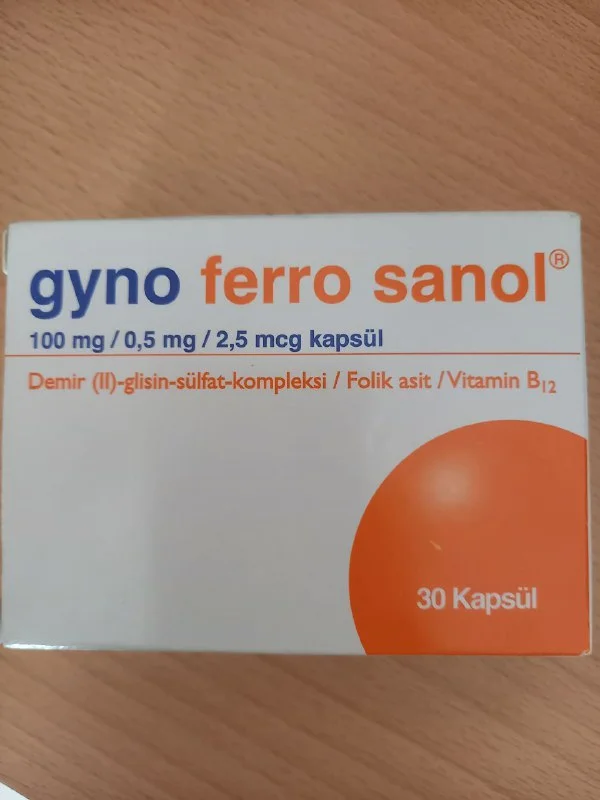 gyno ferro sanol®
100 mg / 0,5 mg / 2,5 mcg kapsül
Demir (II)-glisin-sülfat-kompleksi / Folik asit / Vitamin B₁₂
30 Kapsül